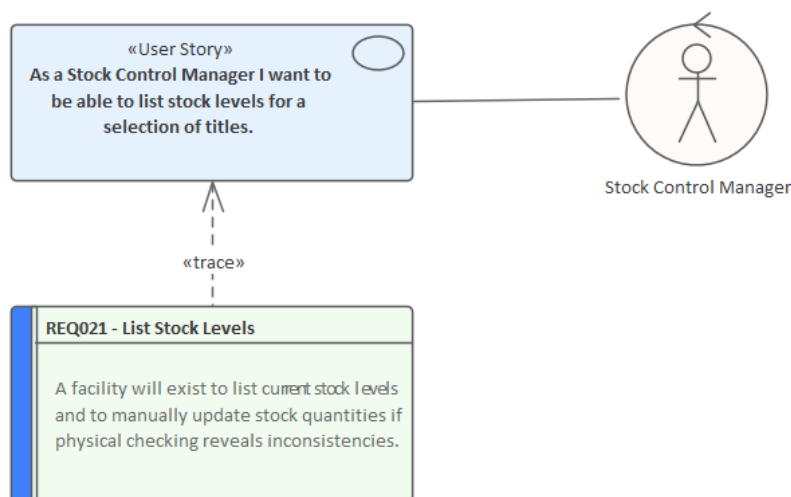 «User Story»
As a Stock Control Manager I want to
be able to list stock levels for a
selection of titles.
Stock Control Manager
«trace»
REQ021 - List Stock Levels
A facility will exist to list current stock levels
and to manually update stock quantities if
physical checking reveals inconsistencies.